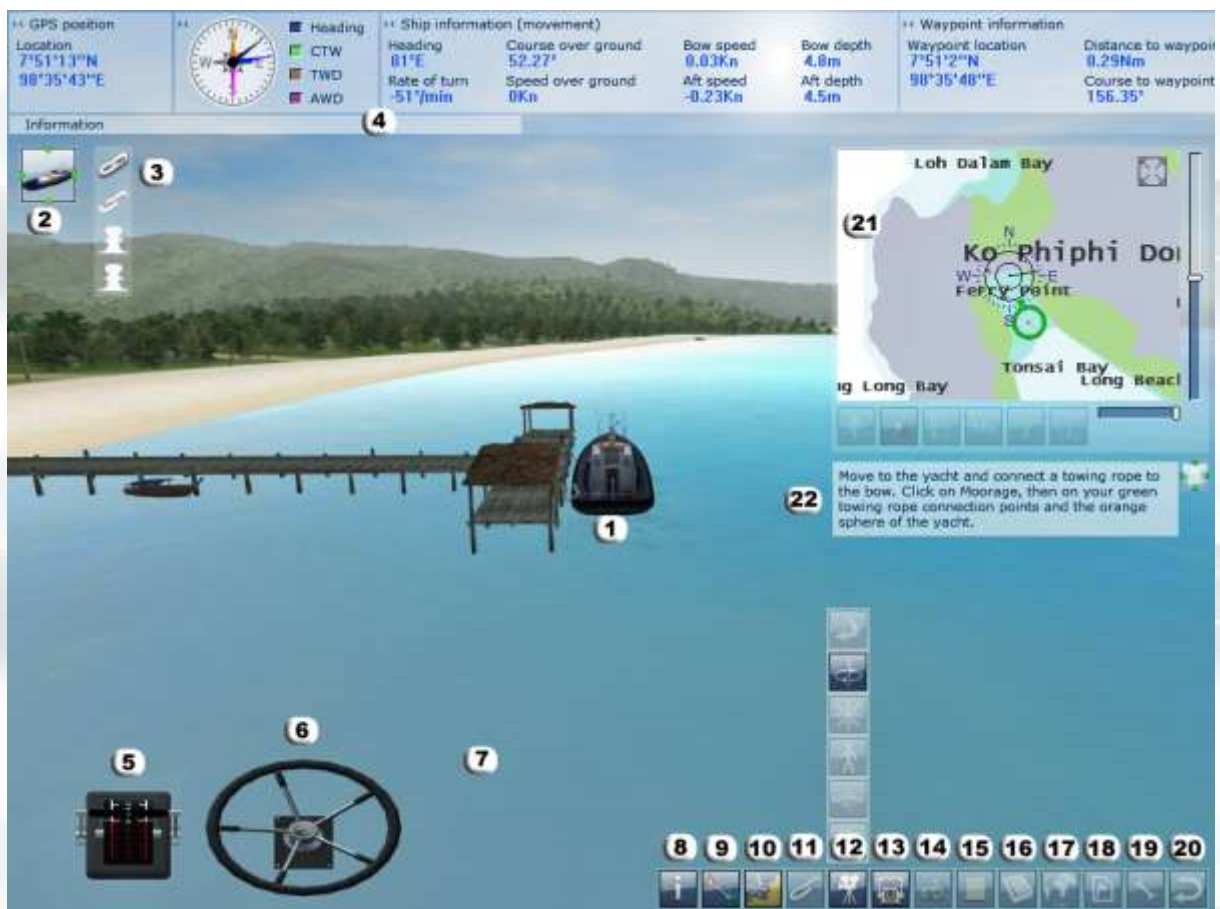 GPS position
Location
7°51'13"N
98°35'43"E
N
W
Heading
CTW
TWD
AWD
Ship information (movement)
Heading
81°E
Course over ground
52.27°
Bow speed
0.03Kn
Bow depth
4.8m
Rate of turn
-51°/min
Speed over ground
0Kn
Aft speed
-0.23Kn
Aft depth
4.5m
Waypoint information
Waypoint location
7°51'2"N
98°35'48"E
Distance to waypoin
0.29Nm
Course to waypoint
156.35°
Information
4
3
2
Loh Dalam Bay
21
N
Ko Phiphi Do
W E
Ferry Point
S
Tonsai Bay
ng Long Bay
Long Beac
Move to the yacht and connect a towing rope to
the bow. Click on Moorage, then on your green
towing rope connection points and the orange
sphere of the yacht.
22
1
6
5
7
8 9 10 11 12 13 14 15 16 17 18 19 20